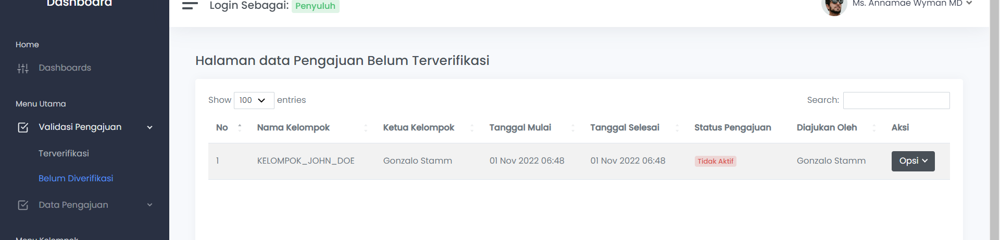 Dashboard
Login Sebagai: Penyuluh
Ms. Annamae Wyman MD
Home
Dashboards
Menu Utama
Validasi Pengajuan
Terverifikasi
Belum Diverifikasi
Data Pengajuan
Menu Kelompok
Halaman data Pengajuan Belum Terverifikasi
Show 100 entries
Search:
No Nama Kelompok Ketua Kelompok Tanggal Mulai Tanggal Selesai Status Pengajuan Diajukan Oleh Aksi
1 KELOMPOK_JOHN_DOE Gonzalo Stamm 01 Nov 2022 06:48 01 Nov 2022 06:48 Tidak Aktif Gonzalo Stamm Opsi